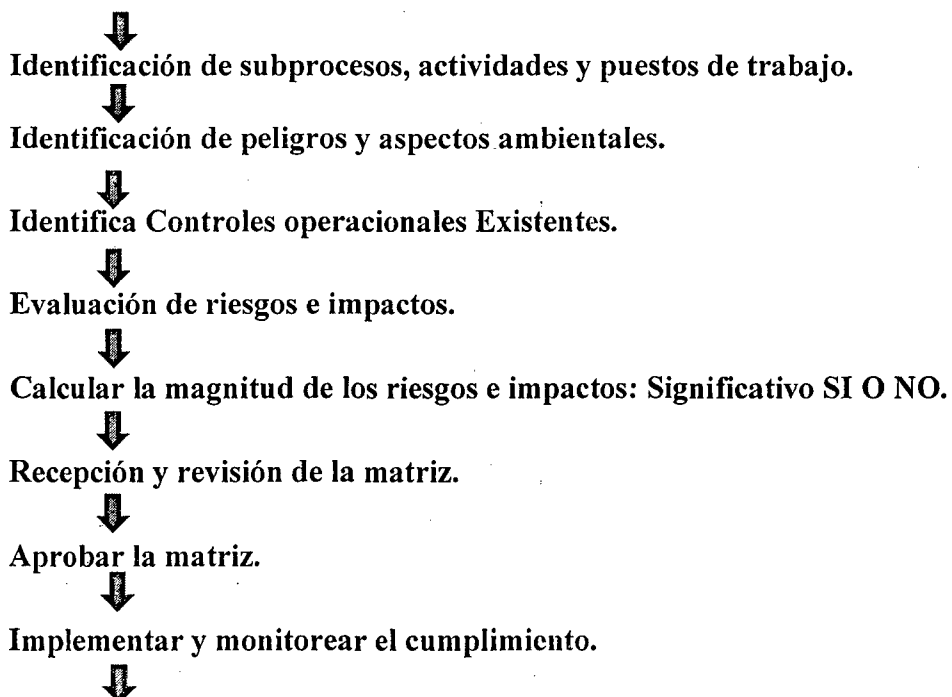 Identificación de subprocesos, actividades y puestos de trabajo.
Identificación de peligros y aspectos ambientales.
Identifica Controles operacionales Existentes.
Evaluación de riesgos e impactos.
Calcular la magnitud de los riesgos e impactos: Significativo SI O NO.
Recepción y revisión de la matriz.
Aprobar la matriz.
Implementar y monitorear el cumplimiento.